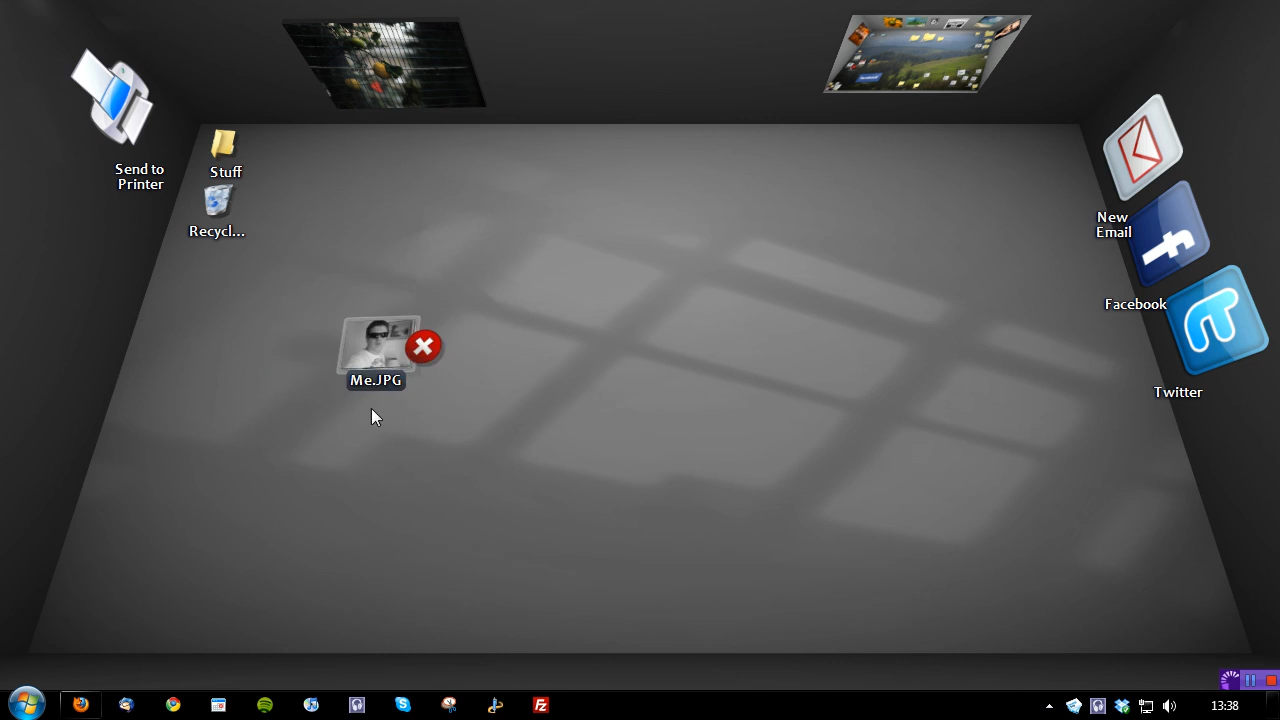 Send to
Printer
Stuff
Recycl...
New
Email
Facebook
Twitter
Me.JPG
13:38